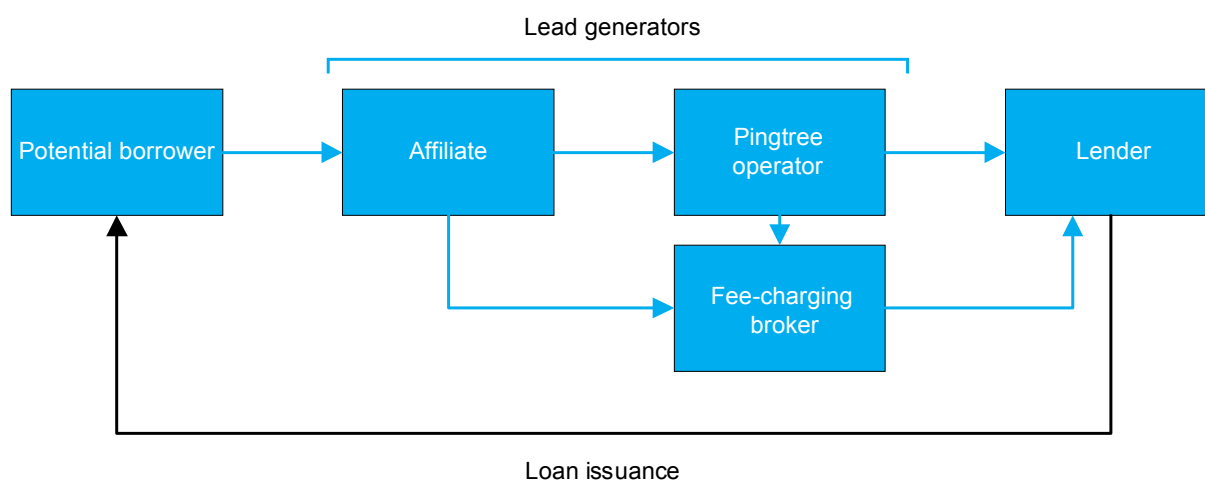 Lead generators
Potential borrower
Affiliate
Pingtree
operator
Lender
Fee-charging
broker
Loan issuance